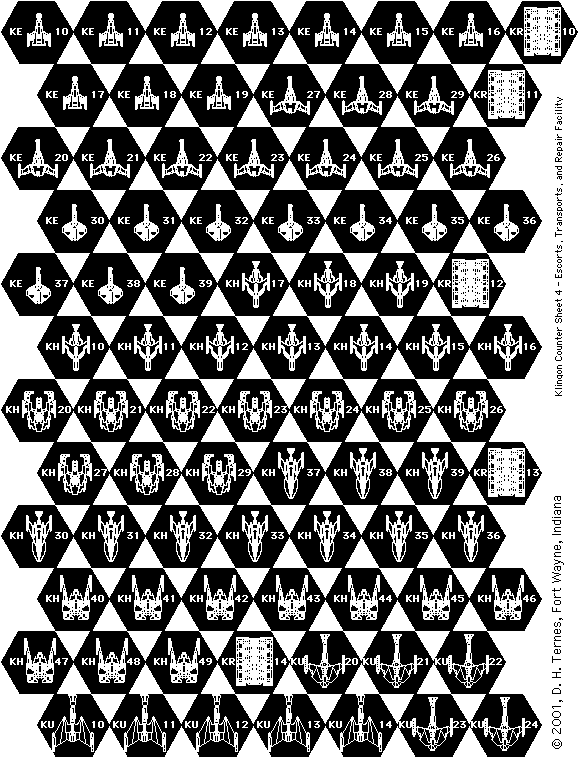 KE 10 KE 11 KE 12 KE 13 KE 14 KE 15 KE 16 KR 10
KE 17 KE 18 KE 19 KE 27 KE 28 KE 29 KR 11
KE 20 KE 21 KE 22 KE 23 KE 24 KE 25 KE 26
KE 30 KE 31 KE 32 KE 33 KE 34 KE 35 KE 36
KE 37 KE 38 KE 39 KH 17 KH 18 KH 19 KR 12
KH 10 KH 11 KH 12 KH 13 KH 14 KH 15 KH 16
KH 20 KH 21 KH 22 KH 23 KH 24 KH 25 KH 26
KH 27 KH 28 KH 29 KH 37 KH 38 KH 39 KR 13
KH 30 KH 31 KH 32 KH 33 KH 34 KH 35 KH 36
KH 40 KH 41 KH 42 KH 43 KH 44 KH 45 KH 46
KH 47 KH 48 KH 49 KR 14 KU 20 KU 21 KU 22
KU 10 KU 11 KU 12 KU 13 KU 14 KU 23 KU 24
Klingon Counter Sheet 4 - Escorts, Transports, and Repair Facility
© 2001, D. H. Termes, Fort Wayne, Indiana